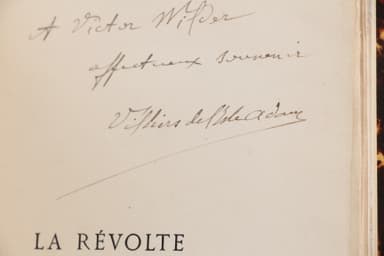 A Victor Wilder
affectueux souvenir
Villiers de l'Isle Adam
LA RÉVOLTE